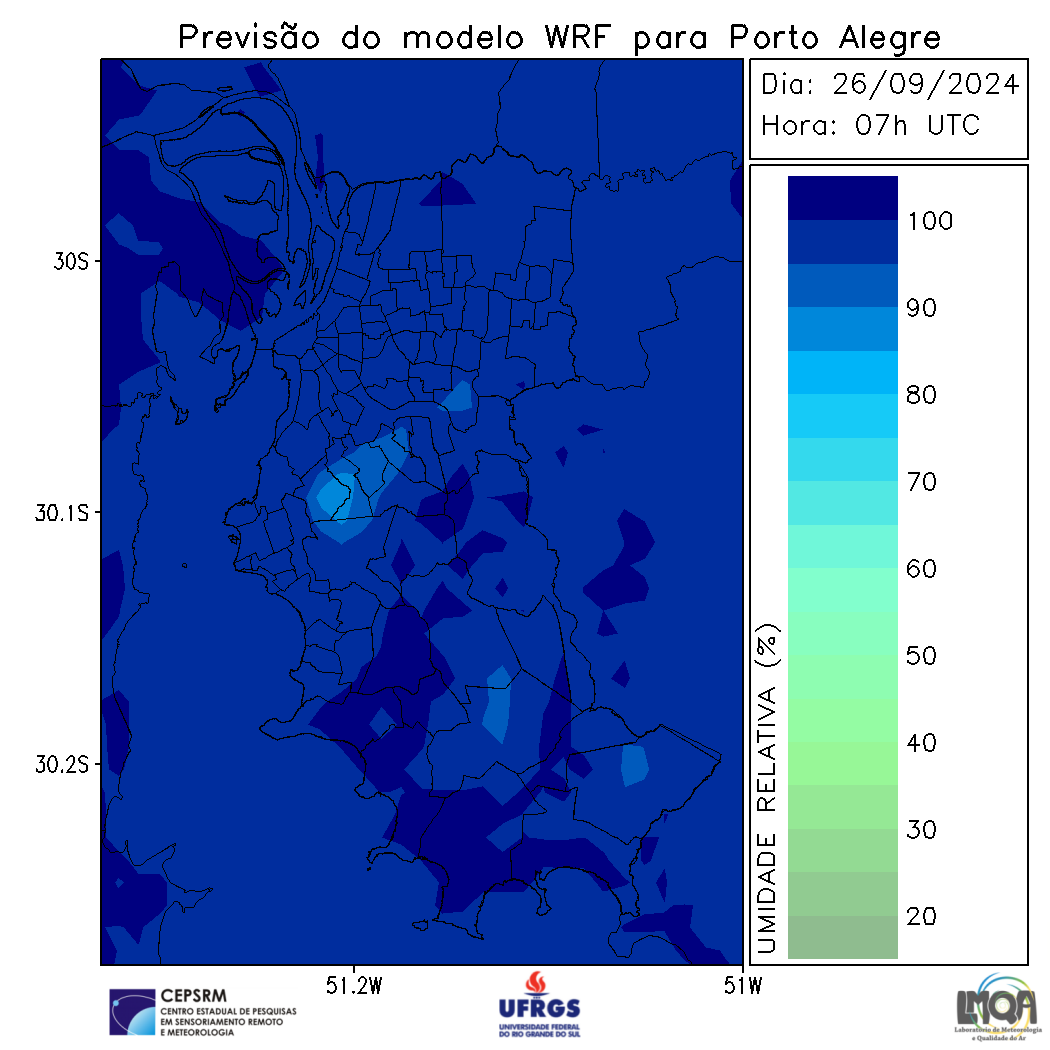 Previsão do modelo WRF para Porto Alegre
Dia: 26/09/2024
Hora: 07h UTC
30S
30.1S
30.2S
51.2W
51W
100
90
80
70
60
50
40
30
20
UMIDADE RELATIVA (%)
CEPSRM
CENTRO ESTADUAL DE PESQUISAS
EM SENSORIAMENTO REMOTO
E METEOROLOGIA
UFRGS
UNIVERSIDADE FEDERAL
DO RIO GRANDE DO SUL
LMQA
Laboratório de Meteorologia
e Qualidade do Ar